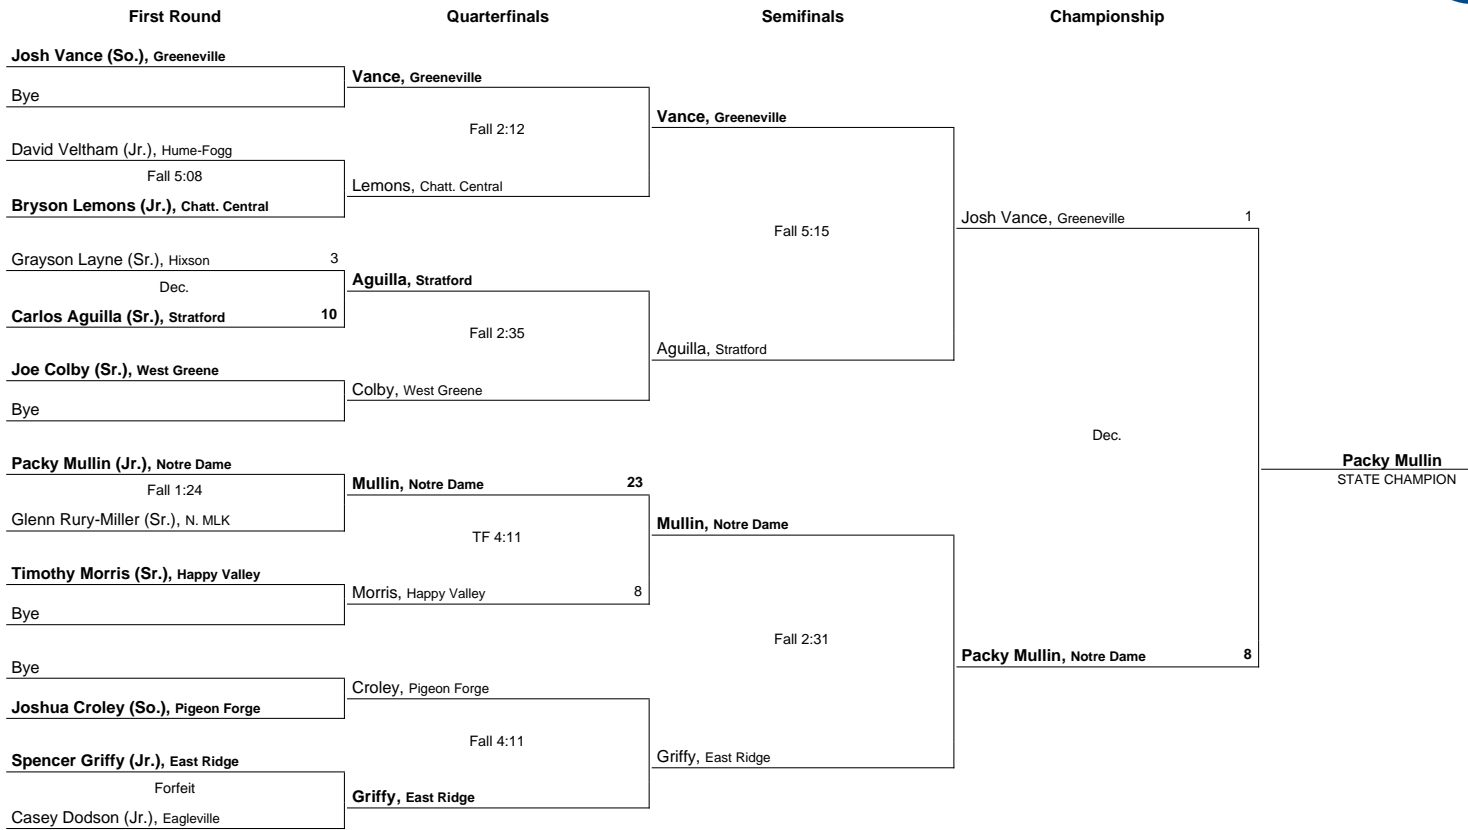 First Round Quarterfinals Semifinals Championship
Josh Vance (So.), Greeneville
Bye
Vance, Greeneville
Fall 2:12
Vance, Greeneville
David Veltham (Jr.), Hume-Fogg
Fall 5:08
Bryson Lemons (Jr.), Chatt. Central
Lemons, Chatt. Central
Fall 5:15
Josh Vance, Greeneville 1
Grayson Layne (Sr.), Hixson 3
Dec.
Carlos Aguilla (Sr.), Stratford 10
Aguilla, Stratford
Fall 2:35
Aguilla, Stratford
Joe Colby (Sr.), West Greene
Bye
Colby, West Greene
Dec.
Packy Mullin
STATE CHAMPION
Packy Mullin (Jr.), Notre Dame
Fall 1:24
Glenn Rury-Miller (Sr.), N. MLK
Mullin, Notre Dame 23
TF 4:11
Mullin, Notre Dame
Timothy Morris (Sr.), Happy Valley
Bye
Morris, Happy Valley 8
Fall 2:31
Packy Mullin, Notre Dame 8
Bye
Joshua Croley (So.), Pigeon Forge
Croley, Pigeon Forge
Fall 4:11
Griffy, East Ridge
Spencer Griffy (Jr.), East Ridge
Forfeit
Casey Dodson (Jr.), Eagleville
Griffy, East Ridge